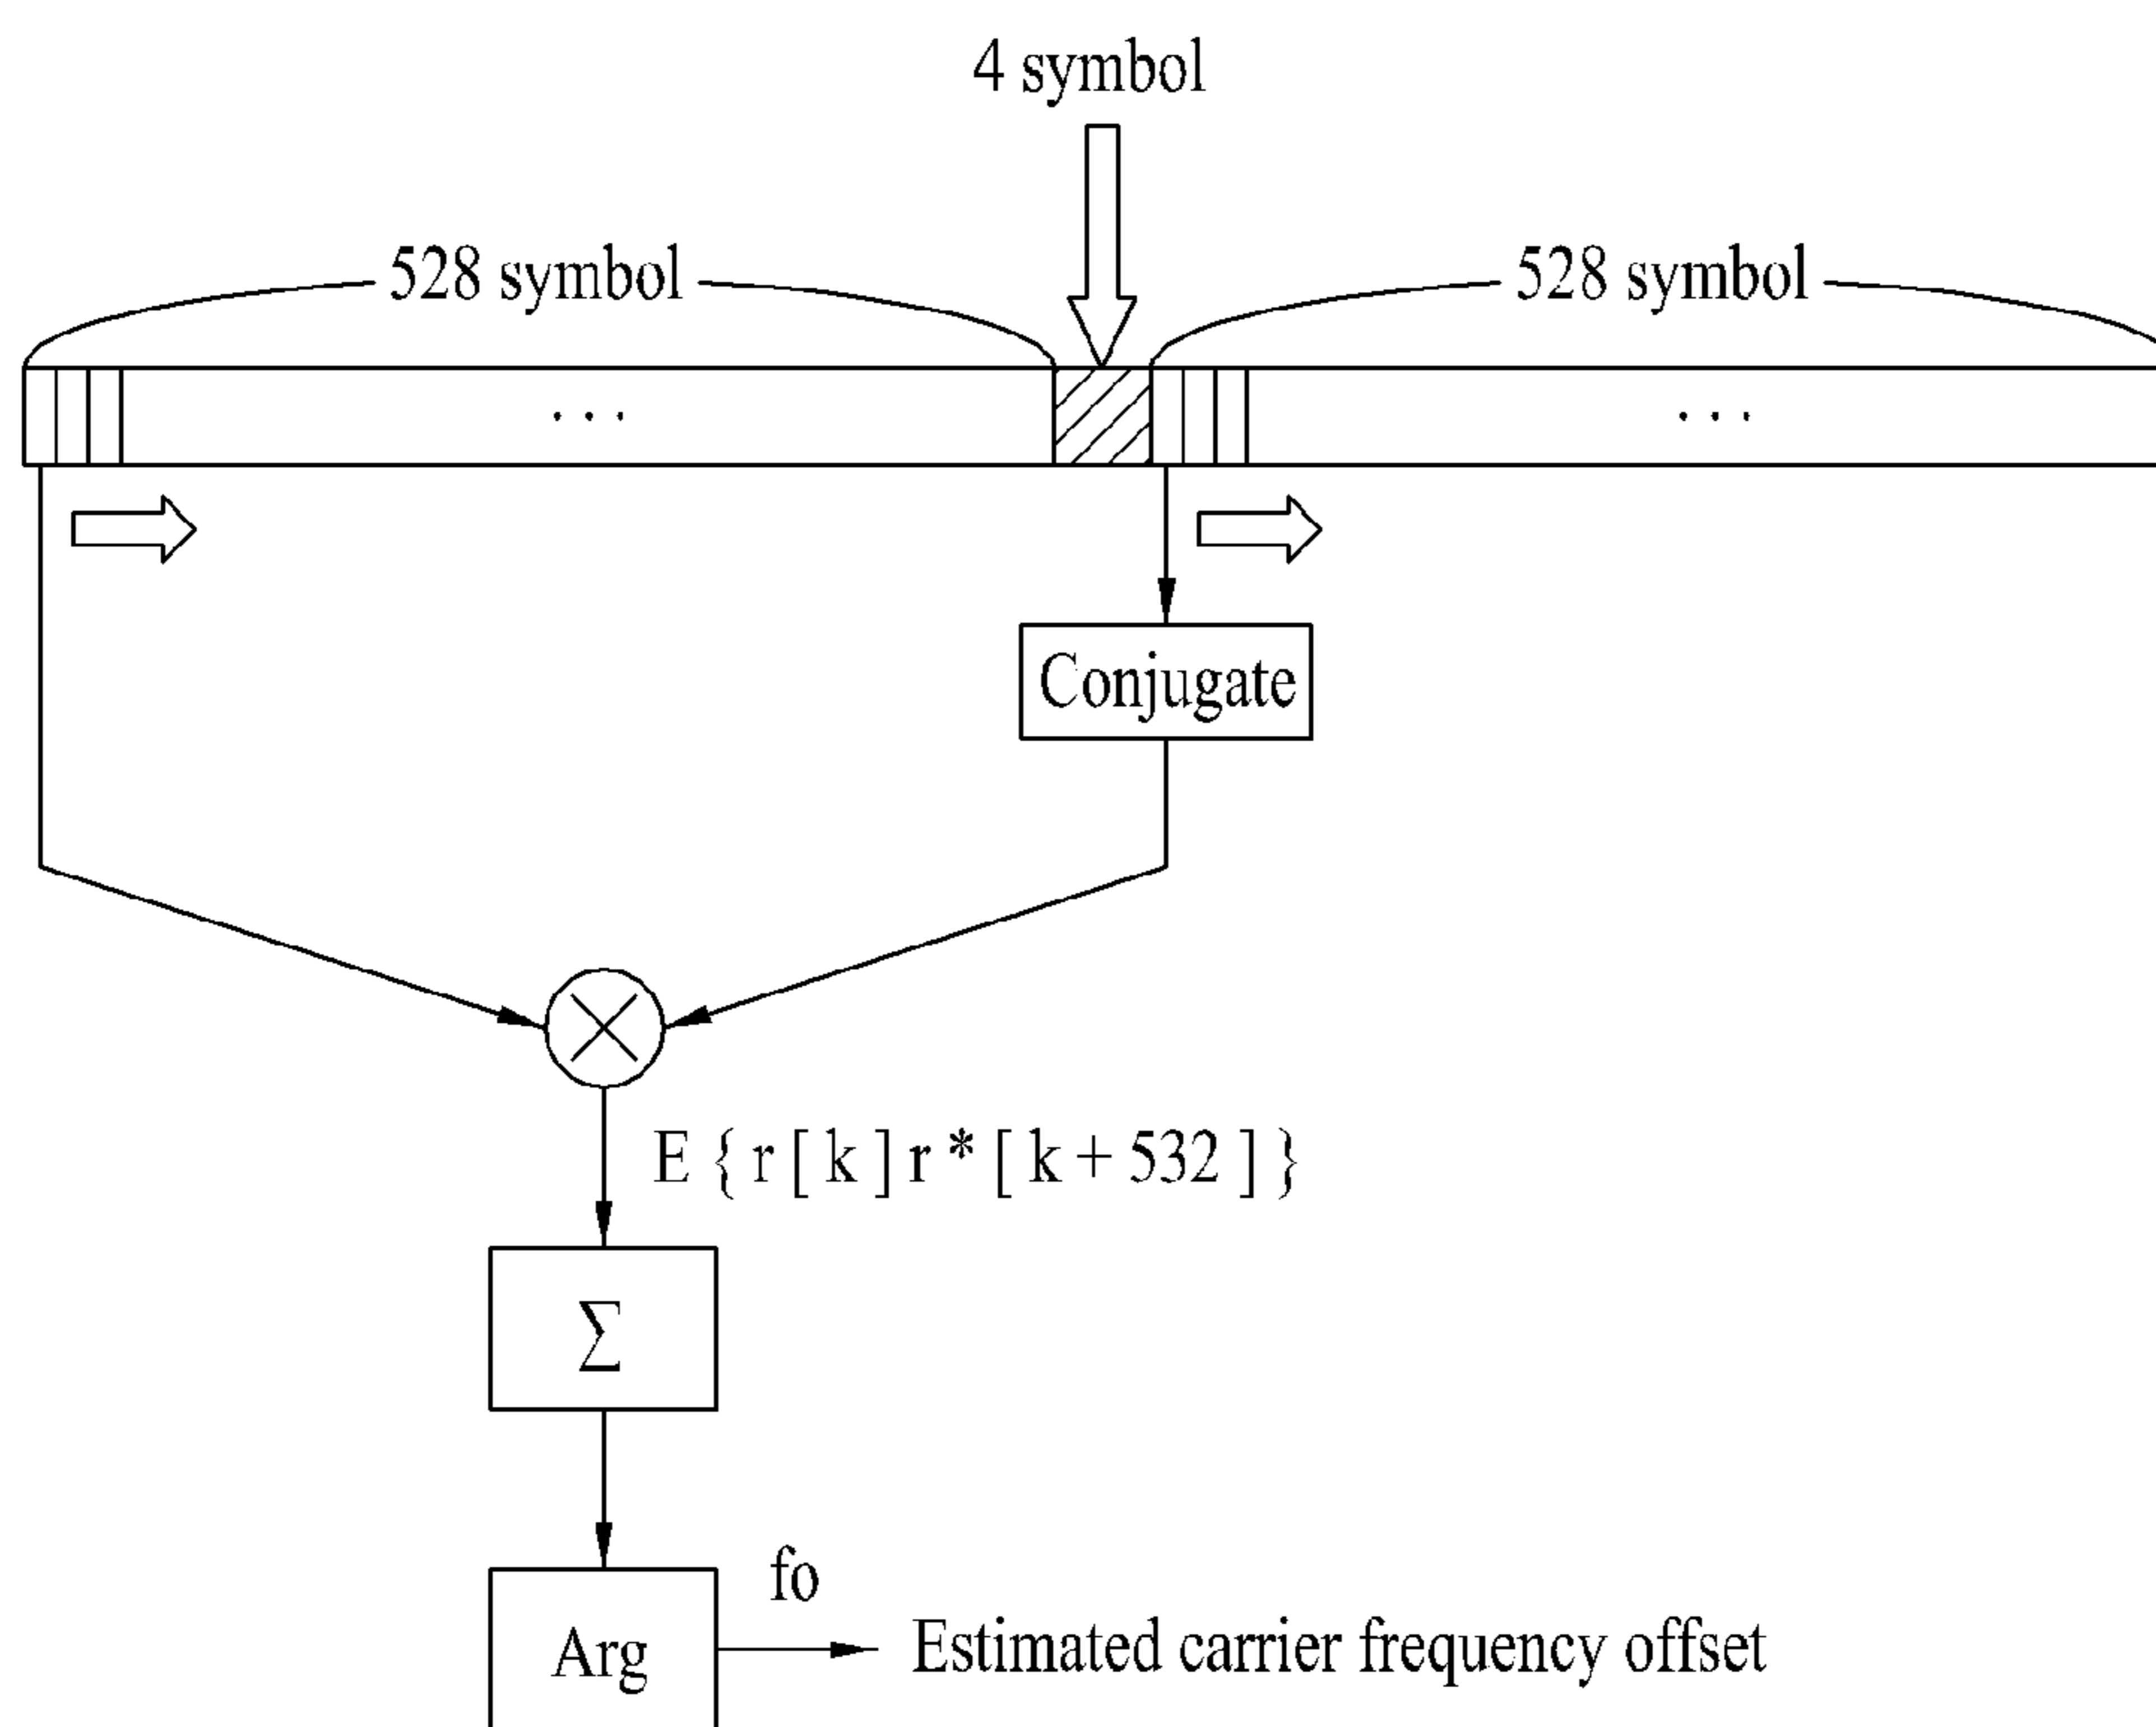 4 symbol
528 symbol
528 symbol
. . .
. . .
Conjugate
E { r [ k ] r * [ k + 532 ] }
Σ
fo
Arg
Estimated carrier frequency offset